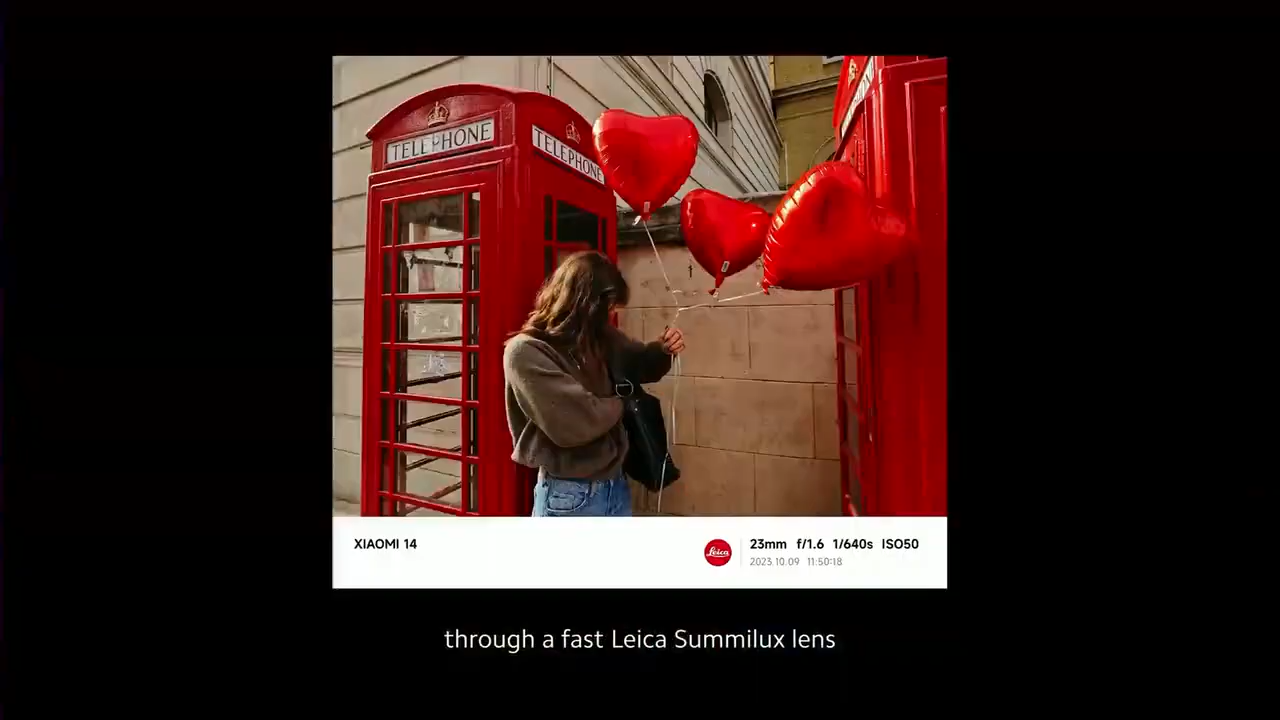 TELEPHONE
TELEPHONE
XIAOMI 14
Leica
23mm f/1.6 1/640s ISO50
2023.10.09 11:50:18
through a fast Leica Summilux lens